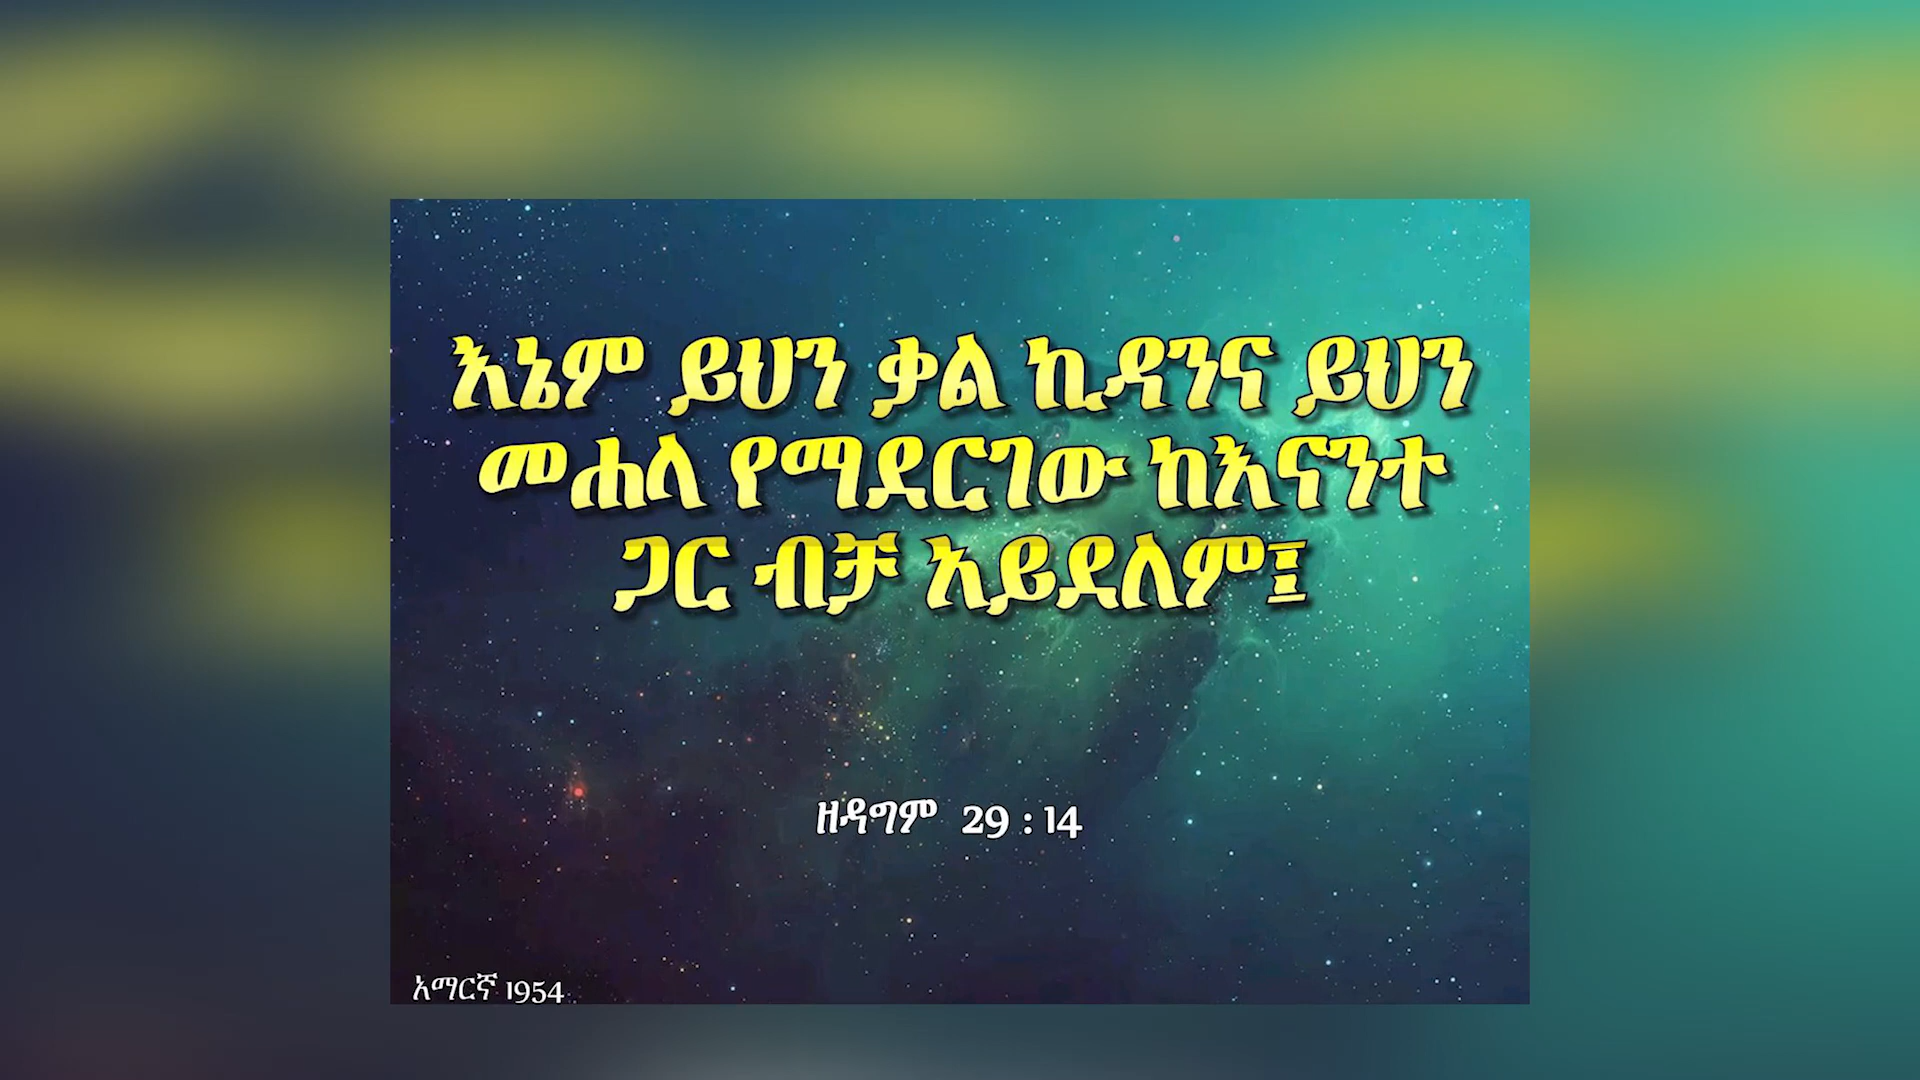 እኔም ይህን ቃል ኪዳንና ይህን
መሐላ የማደርገው ከእናንተ
ጋር ብቻ አይደለም፤
ዘዳግም 29 : 14
አማርኛ 1954